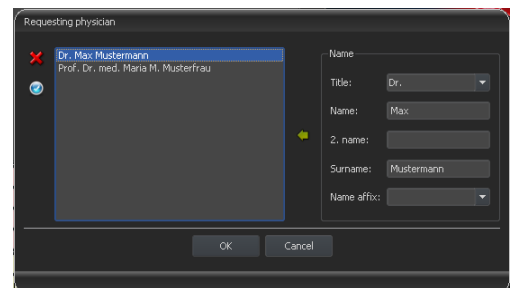 Requesting physician
Dr. Max Mustermann
Prof. Dr. med. Maria M. Musterfrau
Name
Title: Dr.
Name: Max
2. name:
Surname: Mustermann
Name affix:
OK Cancel